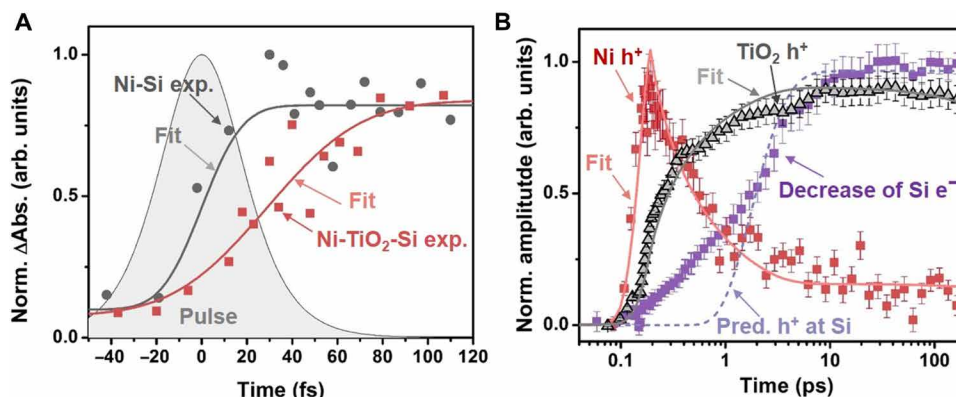 A
Norm. ΔAbs. (arb. units)
1.0
0.5
0.0
Ni-Si exp.
Fit
Fit
Ni-TiO2-Si exp.
Pulse
−40 −20 0 20 40 60 80 100 120
Time (fs)
B
Norm. amplitutde (arb. units)
1.0
0.5
0.0
Ni h+
Fit
TiO2 h+
Fit
Decrease of Si e−
Pred. h+ at Si
0.1 1 10 100
Time (ps)